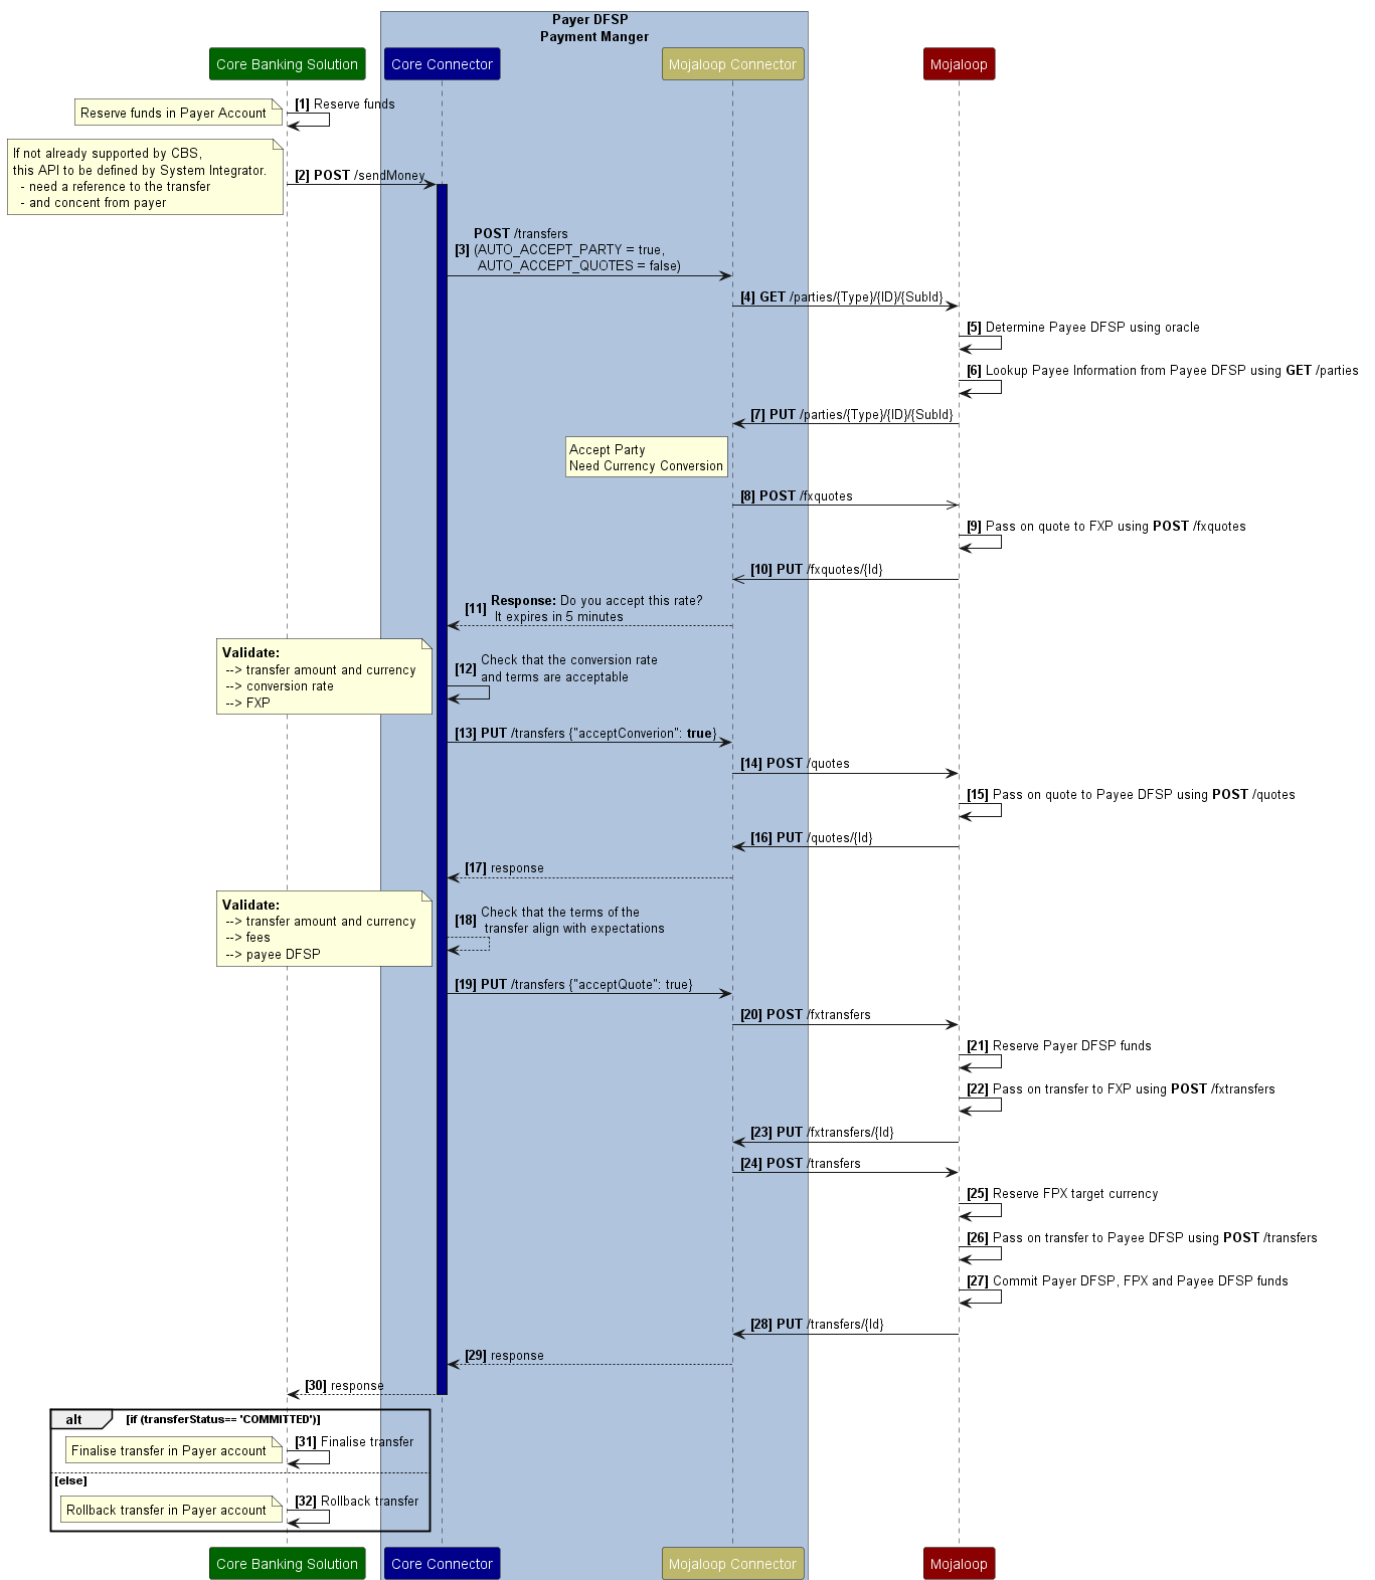 Payer DFSP
Payment Manger
Core Banking Solution
Core Connector
Mojaloop Connector
Mojaloop
Reserve funds in Payer Account
[1] Reserve funds
If not already supported by CBS,
this API to be defined by System Integrator.
- need a reference to the transfer
- and concent from payer
[2] POST /sendMoney
[3] POST /transfers
(AUTO_ACCEPT_PARTY = true,
AUTO_ACCEPT_QUOTES = false)
[4] GET /parties/{Type}/{ID}/{SubId}
[5] Determine Payee DFSP using oracle
[6] Lookup Payee Information from Payee DFSP using GET /parties
[7] PUT /parties/{Type}/{ID}/{SubId}
Accept Party
Need Currency Conversion
[8] POST /fxquotes
[9] Pass on quote to FXP using POST /fxquotes
[10] PUT /fxquotes/{Id}
[11] Response: Do you accept this rate?
It expires in 5 minutes
Validate:
--> transfer amount and currency
--> conversion rate
--> FXP
[12] Check that the conversion rate
and terms are acceptable
[13] PUT /transfers {"acceptConverion": true}
[14] POST /quotes
[15] Pass on quote to Payee DFSP using POST /quotes
[16] PUT /quotes/{Id}
[17] response
Validate:
--> transfer amount and currency
--> fees
--> payee DFSP
[18] Check that the terms of the
transfer align with expectations
[19] PUT /transfers {"acceptQuote": true}
[20] POST /fxtransfers
[21] Reserve Payer DFSP funds
[22] Pass on transfer to FXP using POST /fxtransfers
[23] PUT /fxtransfers/{Id}
[24] POST /transfers
[25] Reserve FPX target currency
[26] Pass on transfer to Payee DFSP using POST /transfers
[27] Commit Payer DFSP, FPX and Payee DFSP funds
[28] PUT /transfers/{Id}
[29] response
[30] response
alt [if (transferStatus== 'COMMITTED')]
Finalise transfer in Payer account
[31] Finalise transfer
[else]
Rollback transfer in Payer account
[32] Rollback transfer
Core Banking Solution
Core Connector
Mojaloop Connector
Mojaloop